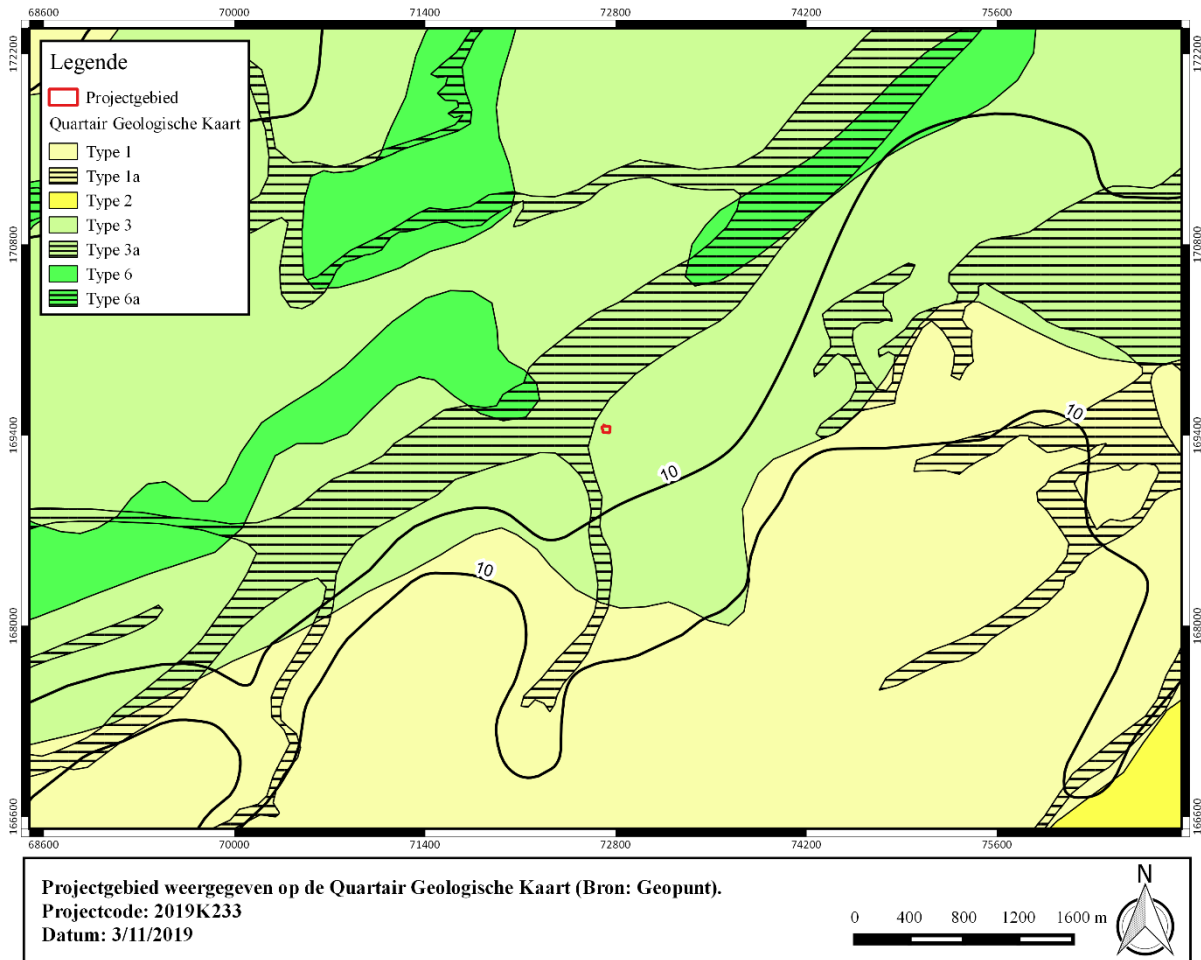 68600 70000 71400 72800 74200 75600
172200 172200
Legende
Projectgebied
Quartair Geologische Kaart
Type 1
Type 1a
Type 2
Type 3
Type 3a
Type 6
Type 6a
170800 170800
169400 169400
10
10
10
168000 168000
166600 166600
68600 70000 71400 72800 74200 75600
Projectgebied weergegeven op de Quartair Geologische Kaart (Bron: Geopunt).
Projectcode: 2019K233
Datum: 3/11/2019
0 400 800 1200 1600 m
N